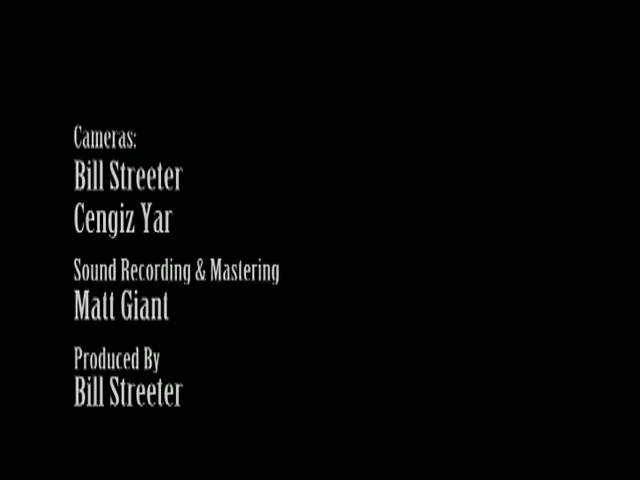 Cameras:
Bill Streeter
Cengiz Yar
Sound Recording & Mastering
Matt Giant
Produced By
Bill Streeter